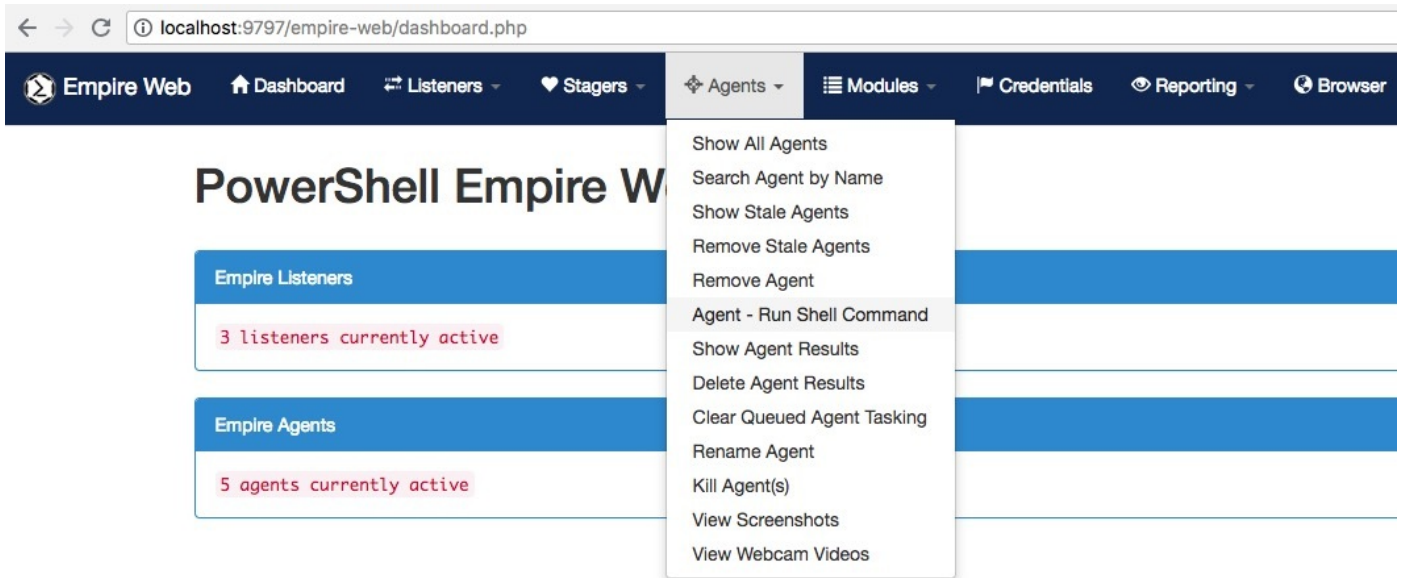 localhost:9797/empire-web/dashboard.php
Empire Web Dashboard Listeners Stagers Agents Modules Credentials Reporting Browser
PowerShell Empire W
Empire Listeners
3 listeners currently active
Empire Agents
5 agents currently active
Show All Agents
Search Agent by Name
Show Stale Agents
Remove Stale Agents
Remove Agent
Agent - Run Shell Command
Show Agent Results
Delete Agent Results
Clear Queued Agent Tasking
Rename Agent
Kill Agent(s)
View Screenshots
View Webcam Videos